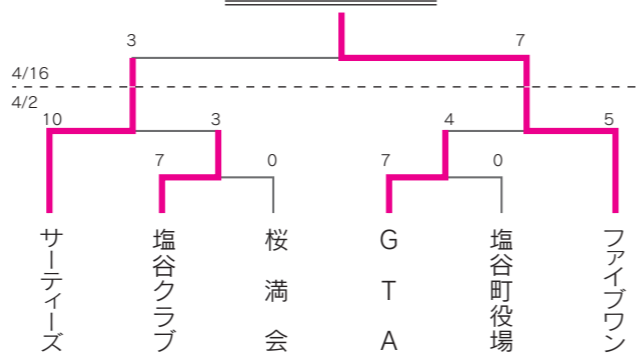 3 7
4/16
4/2
10 3 4 5
7 0 7 0
サーティーズ
塩谷クラブ
桜満会
GTA
塩谷町役場
ファイブワン